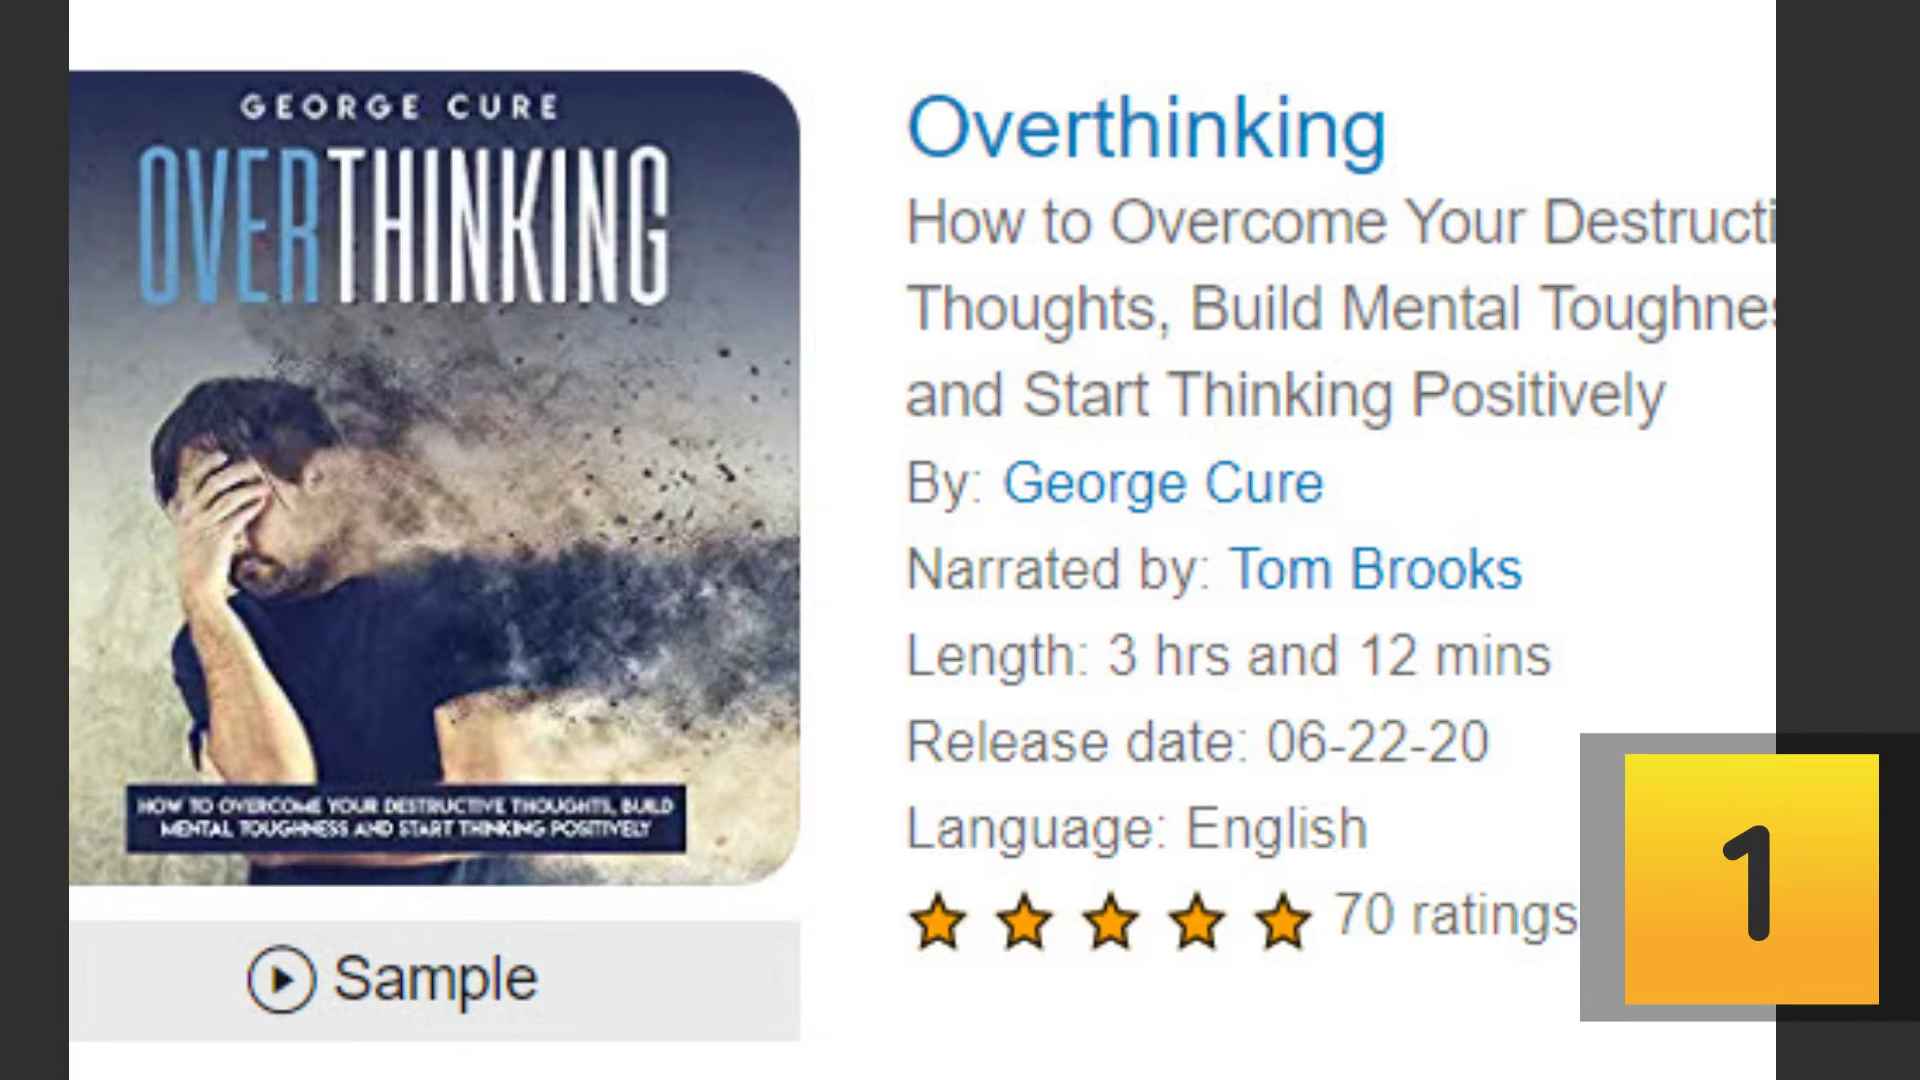 GEORGE CURE
OVERTHINKING
HOW TO OVERCOME YOUR DESTRUCTIVE THOUGHTS, BUILD
MENTAL TOUGHNESS AND START THINKING POSITIVELY
Sample
Overthinking
How to Overcome Your Destructi
Thoughts, Build Mental Toughnes
and Start Thinking Positively
By: George Cure
Narrated by: Tom Brooks
Length: 3 hrs and 12 mins
Release date: 06-22-20
Language: English
70 ratings
1